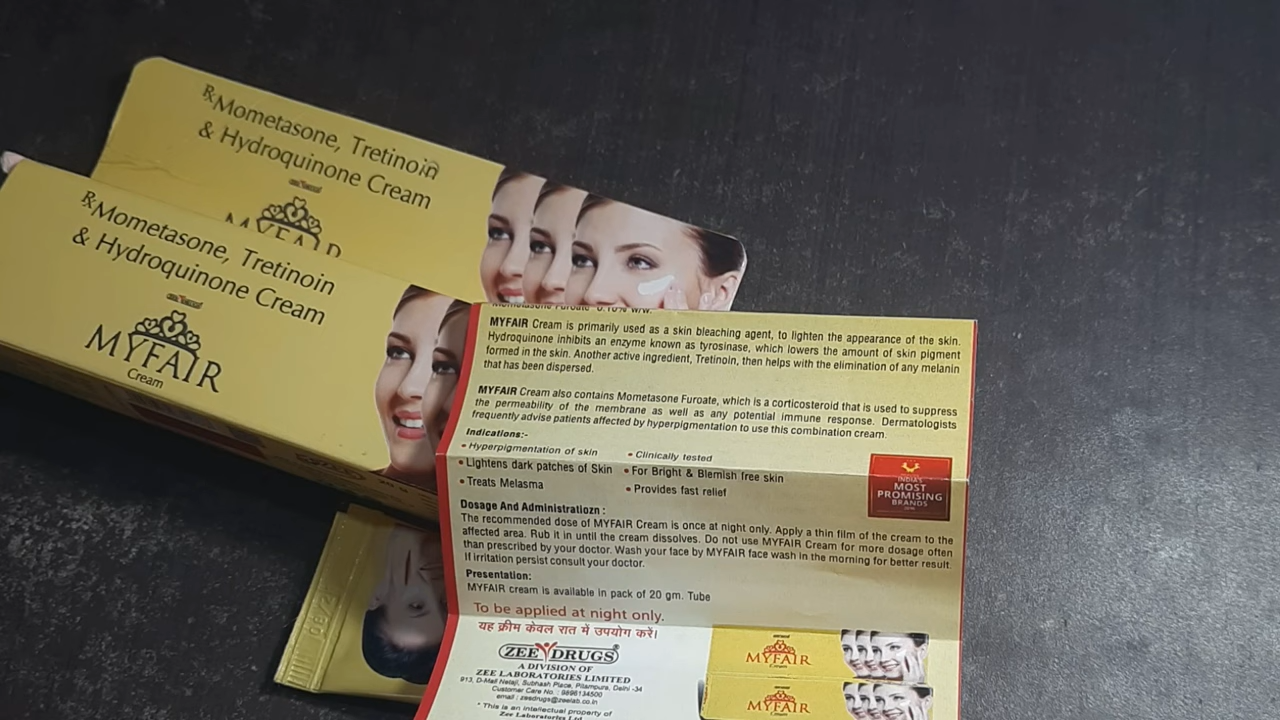 Rx Mometasone, Tretinoin
& Hydroquinone Cream
MYFAIR
Rx Mometasone, Tretinoin
& Hydroquinone Cream
MYFAIR
Cream
Mometasone Furoate 0.10% w/w.
MYFAIR Cream is primarily used as a skin bleaching agent, to lighten the appearance of the skin.
Hydroquinone inhibits an enzyme known as tyrosinase, which lowers the amount of skin pigment
formed in the skin. Another active ingredient, Tretinoin, then helps with the elimination of any melanin
that has been dispersed.
MYFAIR Cream also contains Mometasone Furoate, which is a corticosteroid that is used to suppress
the permeability of the membrane as well as any potential immune response. Dermatologists
frequently advise patients affected by hyperpigmentation to use this combination cream.
Indications:-
• Hyperpigmentation of skin • Clinically tested
• Lightens dark patches of Skin • For Bright & Blemish free skin
• Treats Melasma • Provides fast relief
INDIA'S
MOST
PROMISING
BRANDS
Dosage And Administratiozn :
The recommended dose of MYFAIR Cream is once at night only. Apply a thin film of the cream to the
affected area. Rub it in until the cream dissolves. Do not use MYFAIR Cream for more dosage often
than prescribed by your doctor. Wash your face by MYFAIR face wash in the morning for better result.
If irritation persist consult your doctor.
Presentation:
MYFAIR cream is available in pack of 20 gm. Tube
To be applied at night only.
यह क्रीम केवल रात में उपयोग करें।
ZEE DRUGS
A DIVISION OF
ZEE LABORATORIES LIMITED
913, D-Mall Netaji, Subhash Place, Pitampura, Delhi -34
Customer Care No. : 9896134500
email : zeedrugs@zeelab.co.in
* This is an intellectual property of
Zee Laboratories Ltd.
MYFAIR
Cream
MYFAIR
Cream